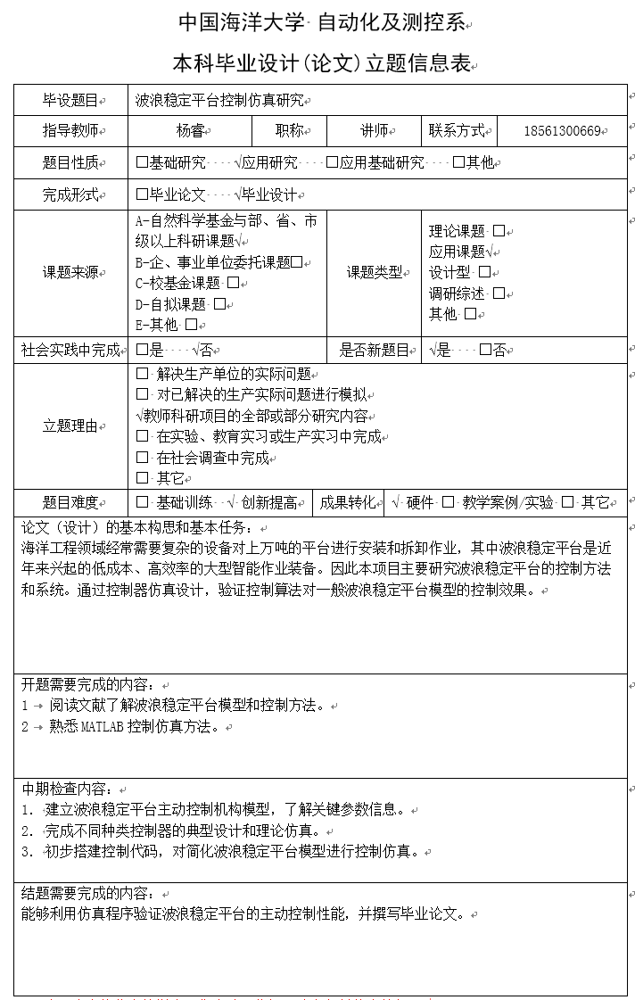 中国海洋大学 自动化及测控系
本科毕业设计(论文)立题信息表
毕设题目 波浪稳定平台控制仿真研究
指导教师 杨睿 职称 讲师 联系方式 18561300669
题目性质 □基础研究 √应用研究 □应用基础研究 □其他
完成形式 □毕业论文 √毕业设计
课题来源
A-自然科学基金与部、省、市
级以上科研课题√
B-企、事业单位委托课题□
C-校基金课题 □
D-自拟课题 □
E-其他 □
课题类型
理论课题 □
应用课题√
设计型 □
调研综述 □
其他 □
社会实践中完成 □是 √否 是否新题目 √是 □否
立题理由
□ 解决生产单位的实际问题
□ 对已解决的生产实际问题进行模拟
√教师科研项目的全部或部分研究内容
□ 在实验、教育实习或生产实习中完成
□ 在社会调查中完成
□ 其它
题目难度 □ 基础训练 √ 创新提高 成果转化 √ 硬件 □ 教学案例/实验 □ 其它
论文（设计）的基本构思和基本任务：
海洋工程领域经常需要复杂的设备对上万吨的平台进行安装和拆卸作业，其中波浪稳定平台是近
年来兴起的低成本、高效率的大型智能作业装备。因此本项目主要研究波浪稳定平台的控制方法
和系统。通过控制器仿真设计，验证控制算法对一般波浪稳定平台模型的控制效果。
开题需要完成的内容：
1 → 阅读文献了解波浪稳定平台模型和控制方法。
2 → 熟悉 MATLAB 控制仿真方法。
中期检查内容：
1. 建立波浪稳定平台主动控制机构模型，了解关键参数信息。
2. 完成不同种类控制器的典型设计和理论仿真。
3. 初步搭建控制代码，对简化波浪稳定平台模型进行控制仿真。
结题需要完成的内容：
能够利用仿真程序验证波浪稳定平台的主动控制性能，并撰写毕业论文。